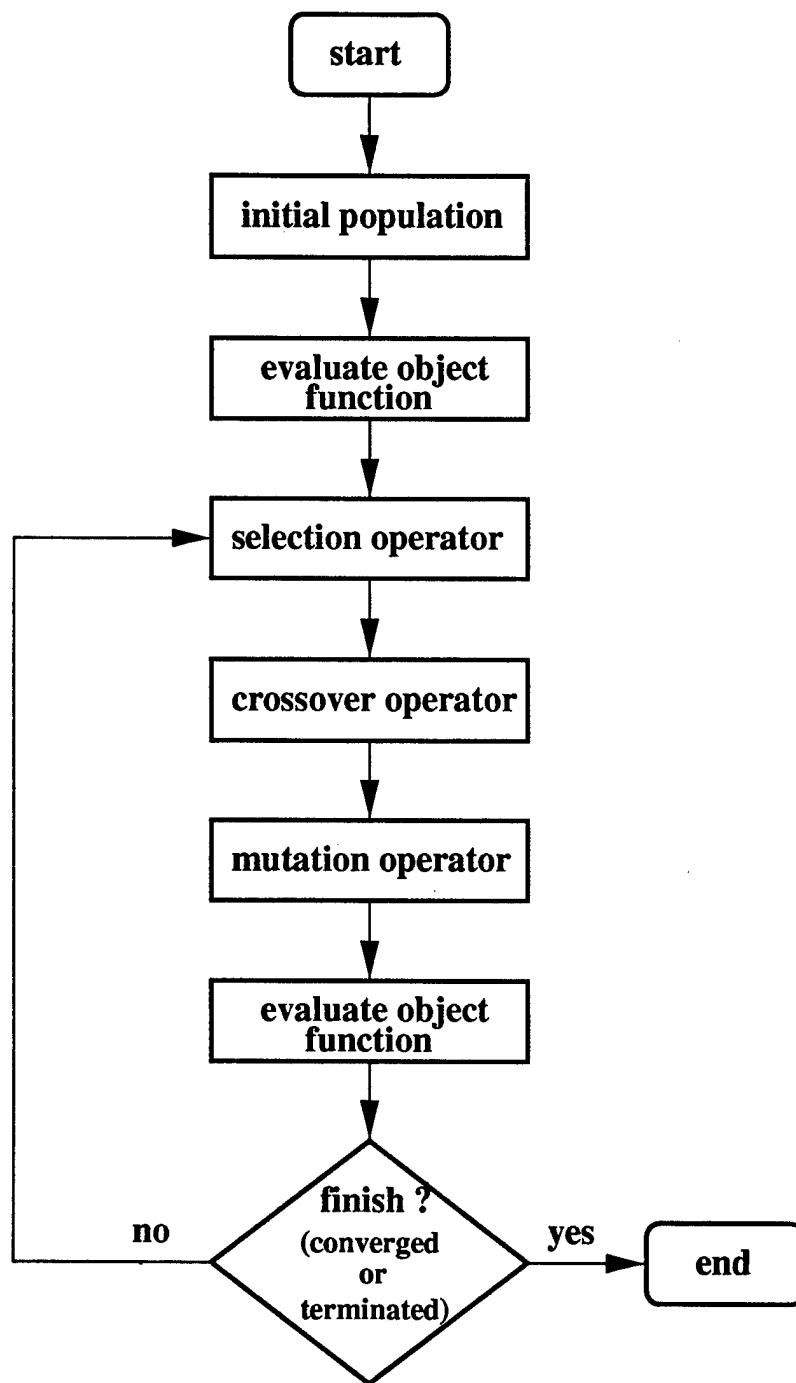 start
initial population
evaluate object
function
selection operator
crossover operator
mutation operator
evaluate object
function
finish ?
(converged
or
terminated)
no
yes
end